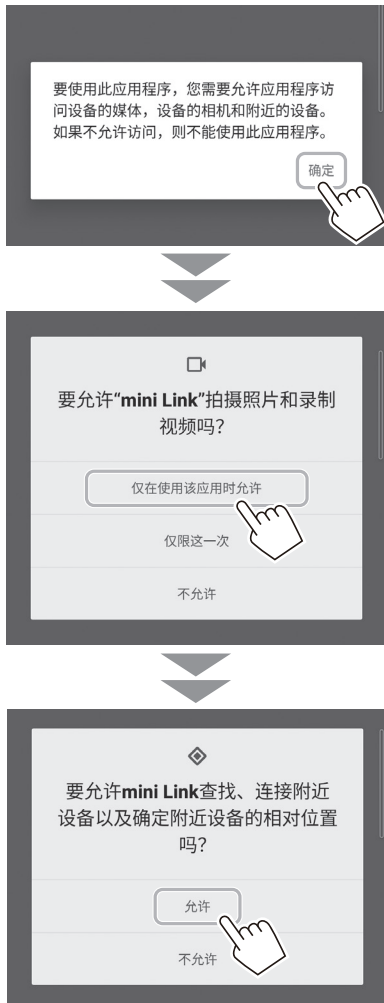 要使用此应用程序，您需要允许应用程序访
问设备的媒体，设备的相机和附近的设备。
如果不允许访问，则不能使用此应用程序。
确定
要允许“mini Link”拍摄照片和录制
视频吗？
仅在使用该应用时允许
仅限这一次
不允许
要允许mini Link查找、连接附近
设备以及确定附近设备的相对位置
吗？
允许
不允许